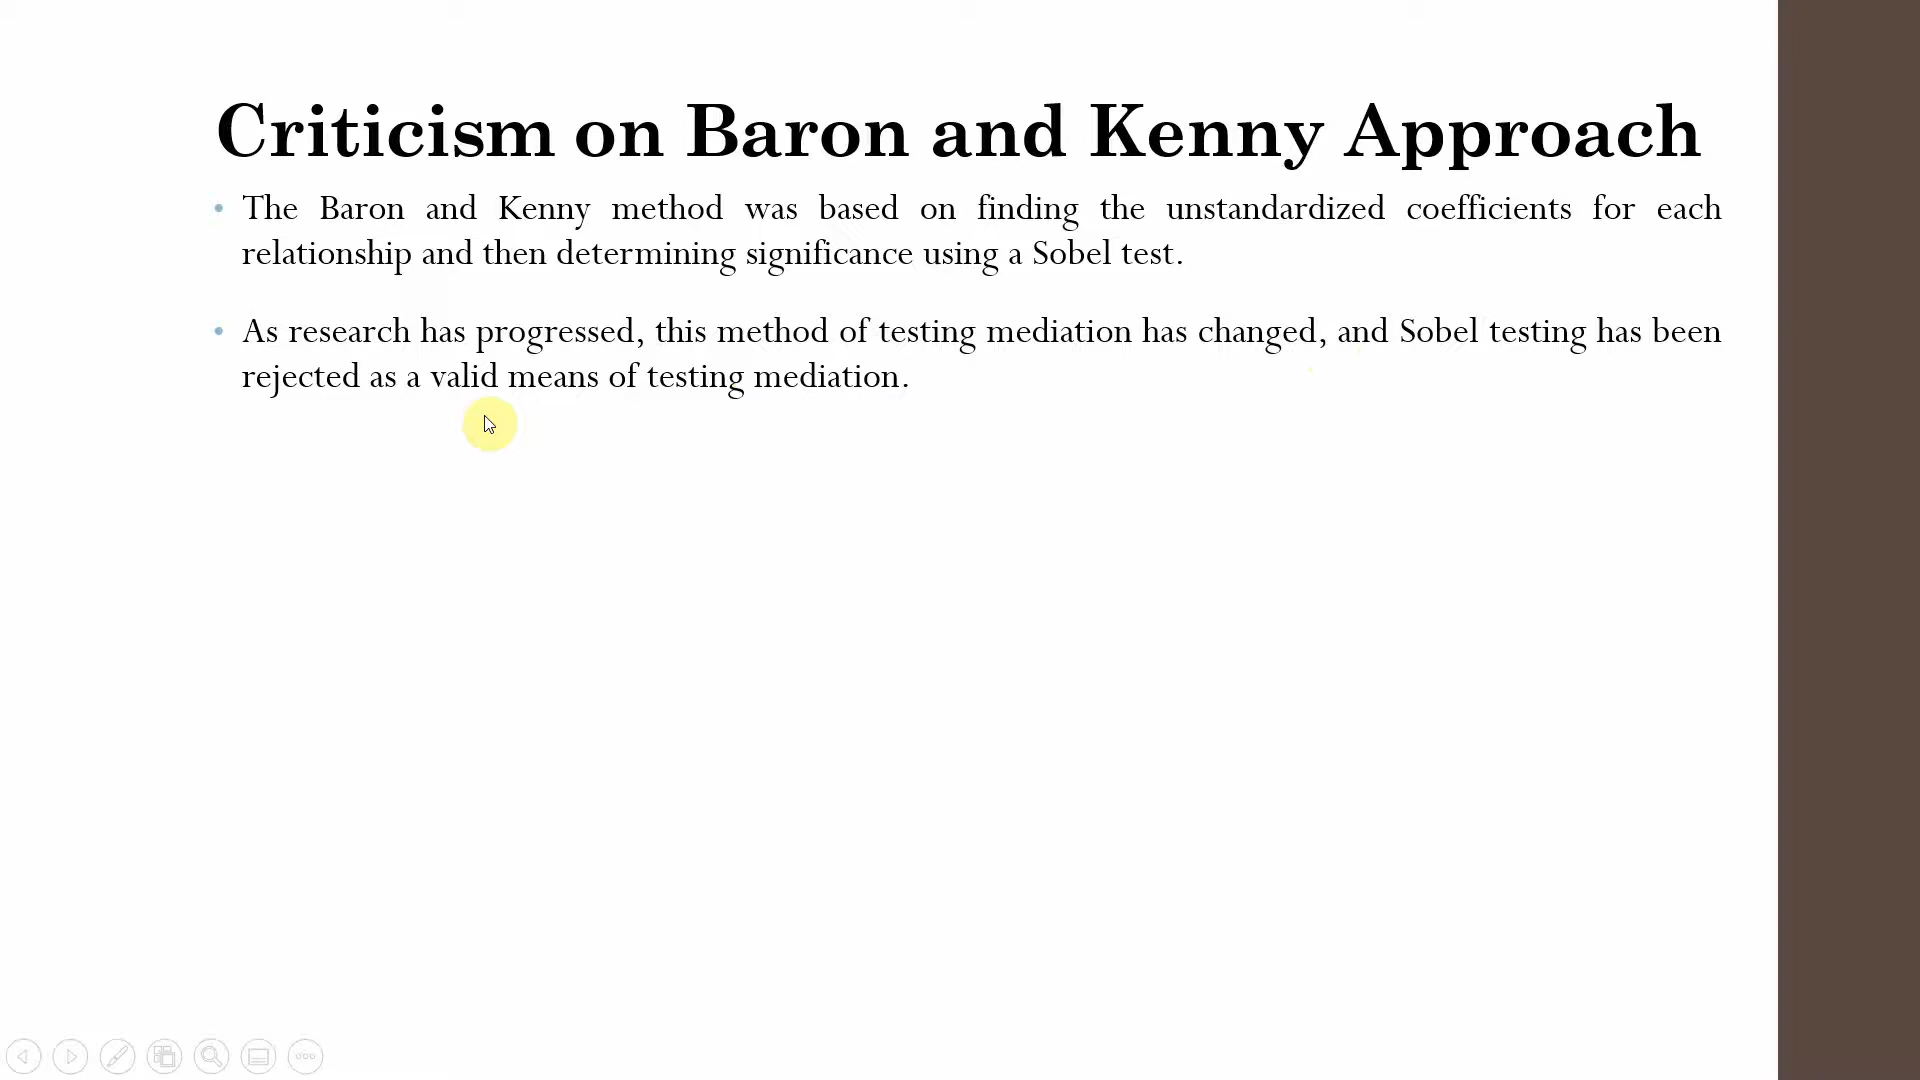 Criticism on Baron and Kenny Approach
• The Baron and Kenny method was based on finding the unstandardized coefficients for each
relationship and then determining significance using a Sobel test.
• As research has progressed, this method of testing mediation has changed, and Sobel testing has been
rejected as a valid means of testing mediation.